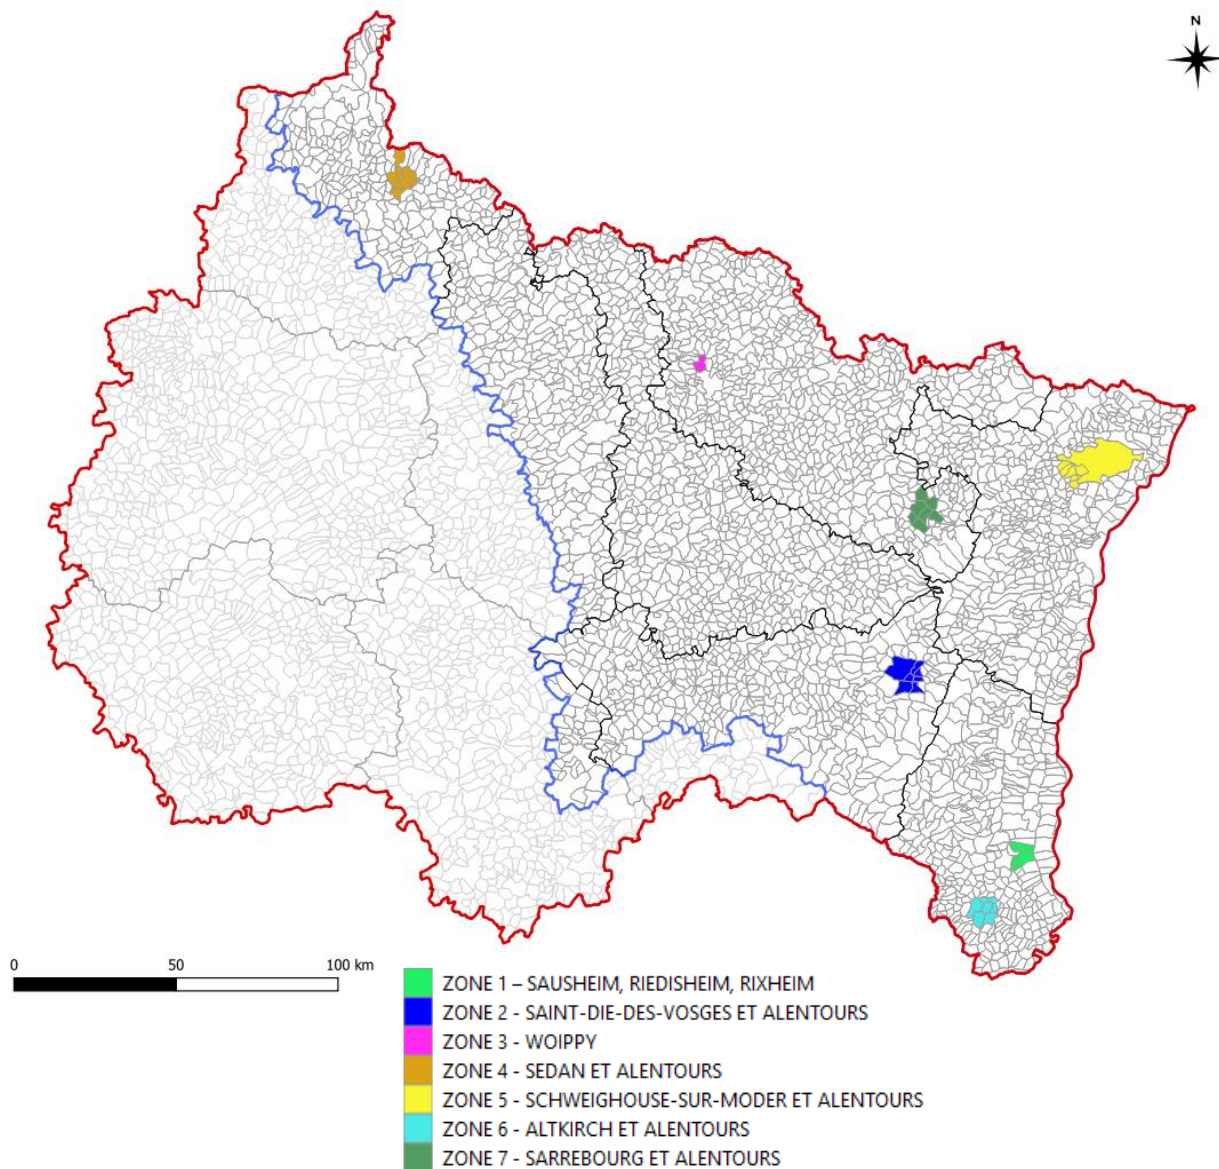 N
0 50 100 km
ZONE 1 – SAUSHEIM, RIEDISHEIM, RIXHEIM
ZONE 2 - SAINT-DIE-DES-VOSGES ET ALENTOURS
ZONE 3 - WOIPPY
ZONE 4 - SEDAN ET ALENTOURS
ZONE 5 - SCHWEIGHOUSE-SUR-MODER ET ALENTOURS
ZONE 6 - ALTKIRCH ET ALENTOURS
ZONE 7 - SARREBOURG ET ALENTOURS